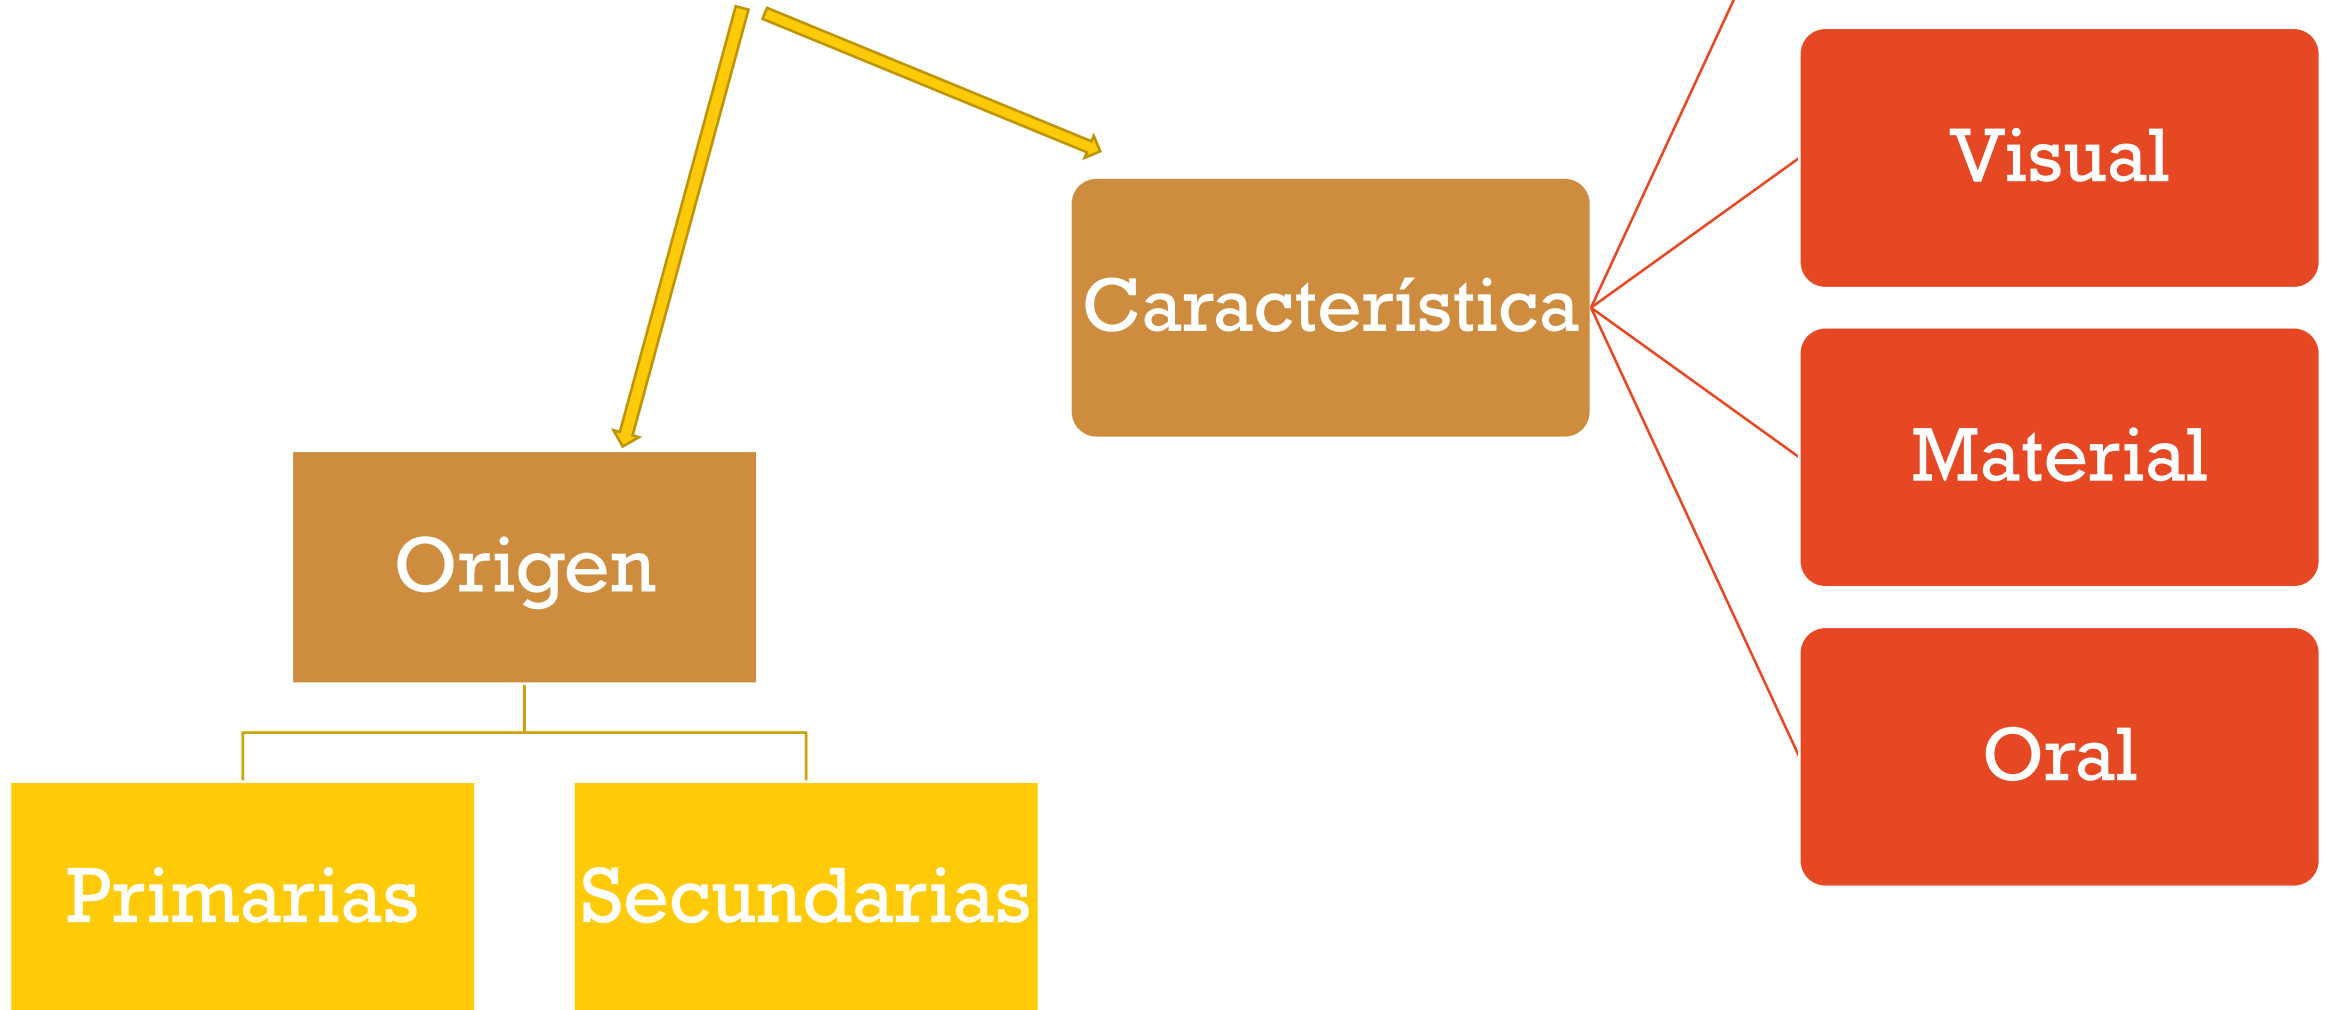 Visual
Característica
Material
Origen
Oral
Primarias
Secundarias